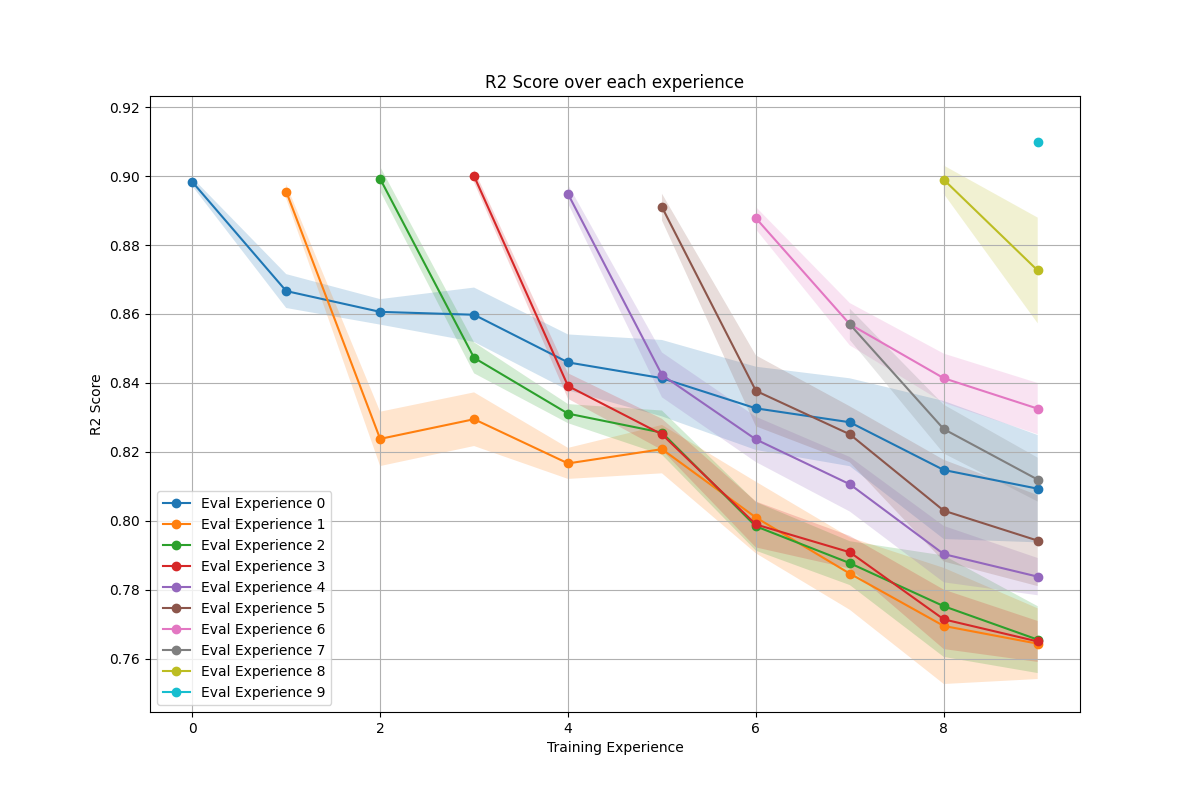 R2 Score over each experience
0.92
0.90
0.88
0.86
0.84
0.82
0.80
0.78
0.76
R2 Score
Eval Experience 0
Eval Experience 1
Eval Experience 2
Eval Experience 3
Eval Experience 4
Eval Experience 5
Eval Experience 6
Eval Experience 7
Eval Experience 8
Eval Experience 9
0 2 4 6 8
Training Experience